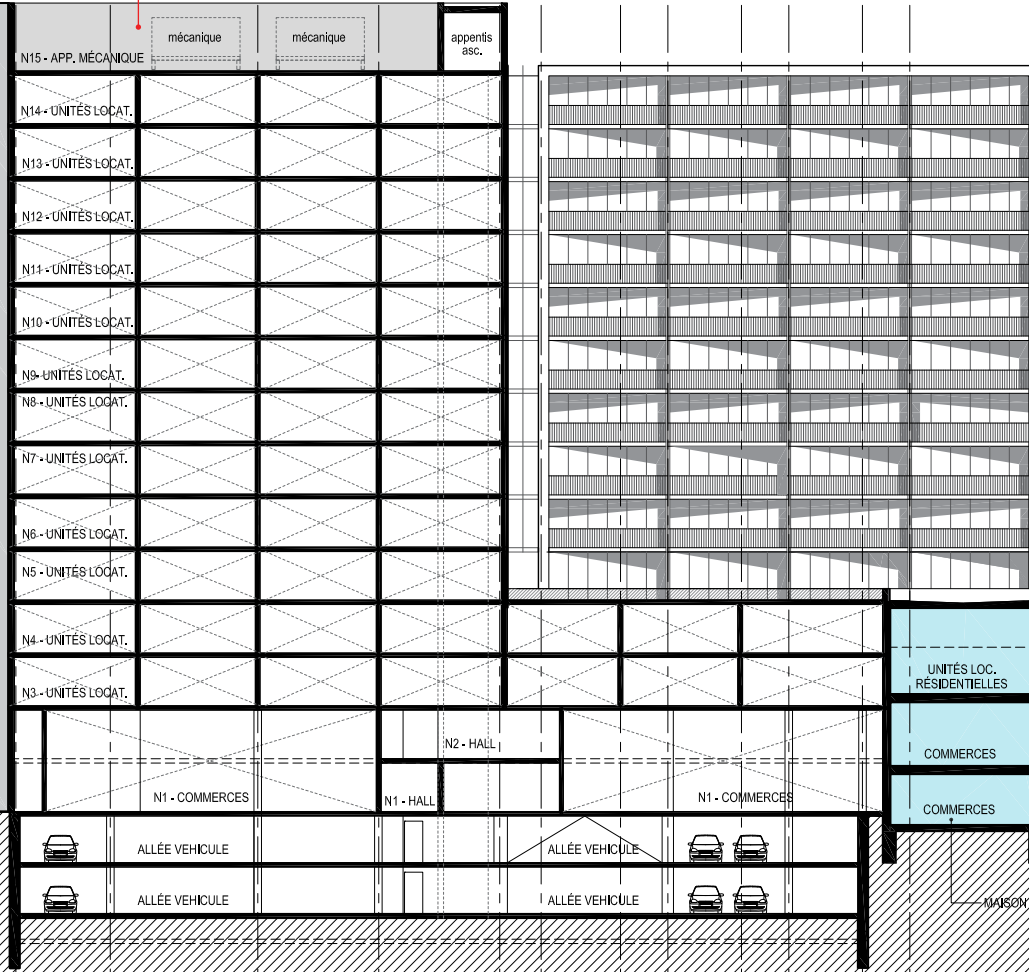 mécanique
mécanique
appentis
asc.
N15 - APP. MÉCANIQUE
N14 - UNITÉS LOCAT.
N13 - UNITÉS LOCAT.
N12 - UNITÉS LOCAT.
N11 - UNITÉS LOCAT.
N10 - UNITÉS LOCAT.
N9- UNITÉS LOCAT.
N8 - UNITÉS LOCAT.
N7 - UNITÉS LOCAT.
N6 - UNITÉS LOCAT.
N5 - UNITÉS LOCAT.
N4 - UNITÉS LOCAT.
N3 - UNITÉS LOCAT.
UNITÉS LOC.
RÉSIDENTIELLES
N2 - HALL
COMMERCES
N1 - COMMERCES
N1 - HALL
N1 - COMMERCES
COMMERCES
ALLÉE VEHICULE
ALLÉE VEHICULE
ALLÉE VEHICULE
ALLÉE VEHICULE
MAISON